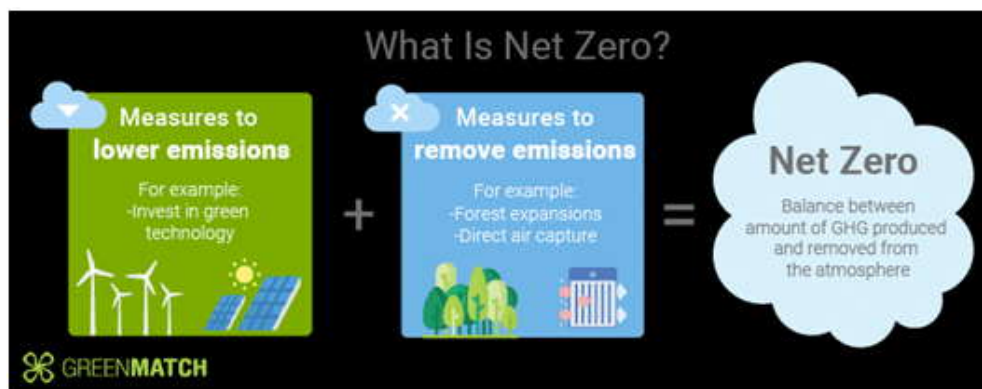 What Is Net Zero?
Measures to
lower emissions
For example:
-Invest in green
technology
+
Measures to
remove emissions
For example:
-Forest expansions
-Direct air capture
=
Net Zero
Balance between
amount of GHG produced
and removed from
the atmosphere
GREENMATCH